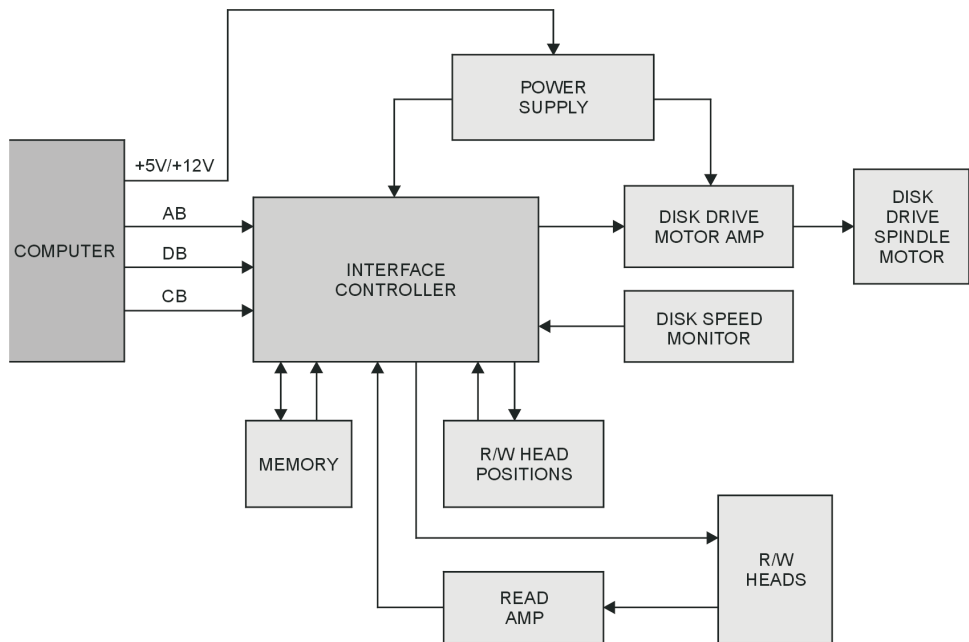 POWER
SUPPLY
+5V/+12V
AB
DB
CB
COMPUTER
INTERFACE
CONTROLLER
DISK DRIVE
MOTOR AMP
DISK
DRIVE
SPINDLE
MOTOR
DISK SPEED
MONITOR
MEMORY
R/W HEAD
POSITIONS
READ
AMP
R/W
HEADS